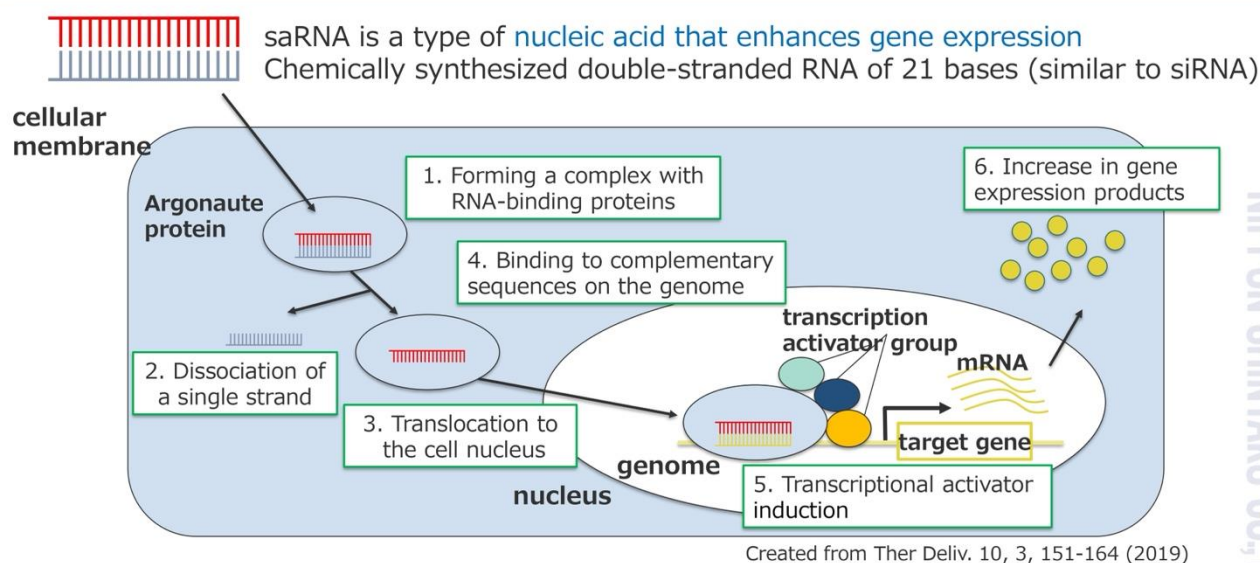 saRNA is a type of nucleic acid that enhances gene expression
Chemically synthesized double-stranded RNA of 21 bases (similar to siRNA)
cellular
membrane
Argonaute
protein
1. Forming a complex with
RNA-binding proteins
2. Dissociation of
a single strand
3. Translocation to
the cell nucleus
4. Binding to complementary
sequences on the genome
transcription
activator group
mRNA
target gene
genome
nucleus
5. Transcriptional activator
induction
6. Increase in gene
expression products
Created from Ther Deliv. 10, 3, 151-164 (2019)